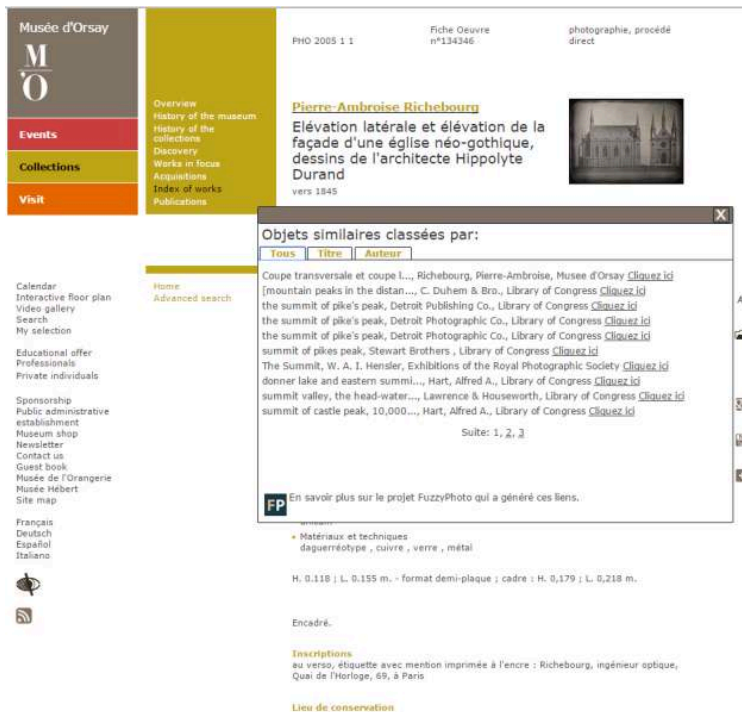 Musée d'Orsay
M
'O
Events
Collections
Visit
Overview
History of the museum
History of the
collections
Discovery
Works in focus
Acquisitions
Index of works
Publications
PHO 2005 1 1
Fiche Oeuvre
n°134346
photographie, procédé
direct
Pierre-Ambroise Richebourg
Elévation latérale et élévation de la
façade d'une église néo-gothique,
dessins de l'architecte Hippolyte
Durand
vers 1845
X
Objets similaires classées par:
Tous Titre Auteur
Coupe transversale et coupe l..., Richebourg, Pierre-Ambroise, Musee d'Orsay Cliquez ici
[mountain peaks in the distan..., C. Duhem & Bro., Library of Congress Cliquez ici
the summit of pike's peak, Detroit Publishing Co., Library of Congress Cliquez ici
the summit of pike's peak, Detroit Photographic Co., Library of Congress Cliquez ici
the summit of pike's peak, Detroit Photographic Co., Library of Congress Cliquez ici
summit of pikes peak, Stewart Brothers , Library of Congress Cliquez ici
The Summit, W. A. I. Hensler, Exhibitions of the Royal Photographic Society Cliquez ici
donner lake and eastern summi..., Hart, Alfred A., Library of Congress Cliquez ici
summit valley, the head-water..., Lawrence & Houseworth, Library of Congress Cliquez ici
summit of castle peak, 10,000..., Hart, Alfred A., Library of Congress Cliquez ici
Suite: 1, 2, 3
FP En savoir plus sur le projet FuzzyPhoto qui a généré ces liens.
Home
Advanced search
Calendar
Interactive floor plan
Video gallery
Search
My selection
Educational offer
Professionals
Private individuals
Sponsorship
Public administrative
establishment
Museum shop
Newsletter
Contact us
Guest book
Musée de l'Orangerie
Musée Hébert
Site map
Français
Deutsch
Español
Italiano
Matériaux et techniques
daguerréotype , cuivre , verre , métal
H. 0.118 ; L. 0.155 m. - format demi-plaque ; cadre : H. 0,179 ; L. 0,218 m.
Encadré.
Inscriptions
au verso, étiquette avec mention imprimée à l'encre : Richebourg, ingénieur optique,
Quai de l'Horloge, 69, à Paris
Lieu de conservation